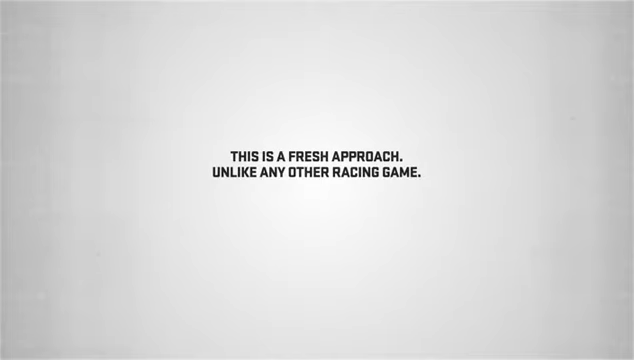 THIS IS A FRESH APPROACH.
UNLIKE ANY OTHER RACING GAME.